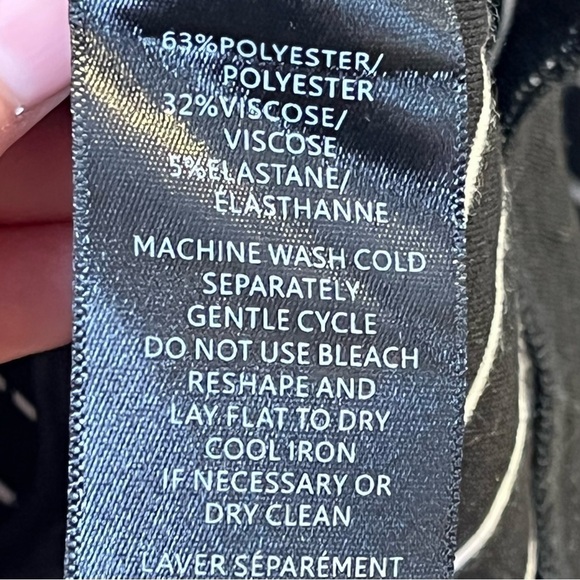 63%POLYESTER/
POLYESTER
32%VISCOSE/
VISCOSE
5%ELASTANE/
ÉLASTHANNE
MACHINE WASH COLD
SEPARATELY
GENTLE CYCLE
DO NOT USE BLEACH
RESHAPE AND
LAY FLAT TO DRY
COOL IRON
IF NECESSARY OR
DRY CLEAN
LAVER SÉPARÉMENT